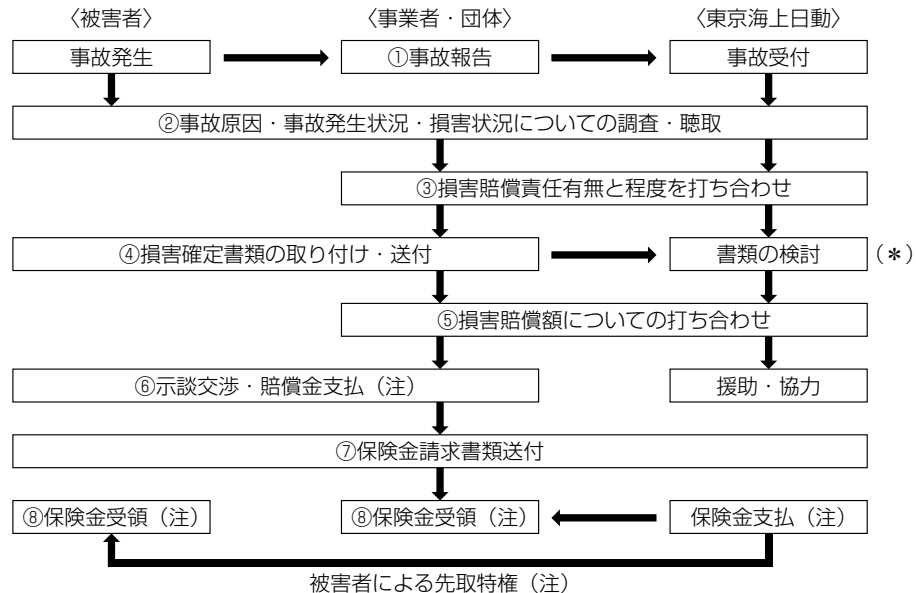 〈被害者〉 〈事業者・団体〉 〈東京海上日動〉
事故発生 ①事故報告 事故受付
②事故原因・事故発生状況・損害状況についての調査・聴取
③損害賠償責任有無と程度を打ち合わせ
④損害確定書類の取り付け・送付 書類の検討 (＊)
⑤損害賠償額についての打ち合わせ
⑥示談交渉・賠償金支払（注） 援助・協力
⑦保険金請求書類送付
⑧保険金受領（注） ⑧保険金受領（注） 保険金支払（注）
被害者による先取特権（注）